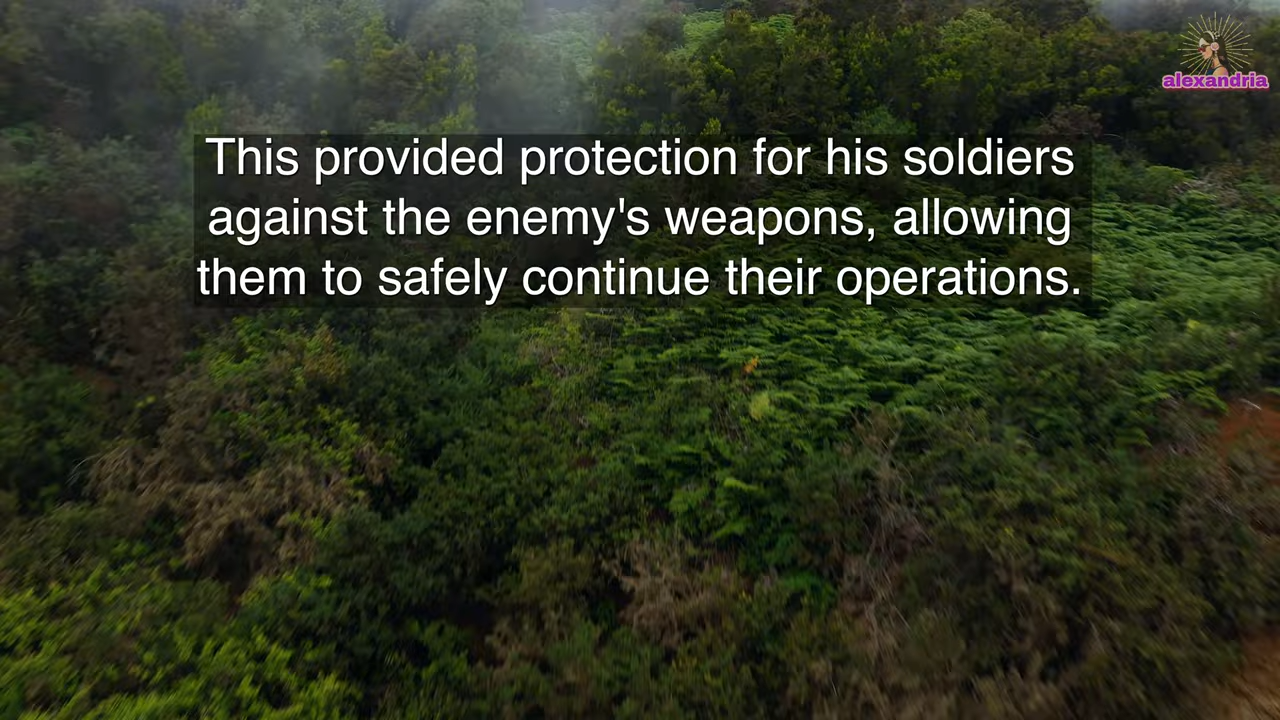 alexandria
This provided protection for his soldiers
against the enemy's weapons, allowing
them to safely continue their operations.